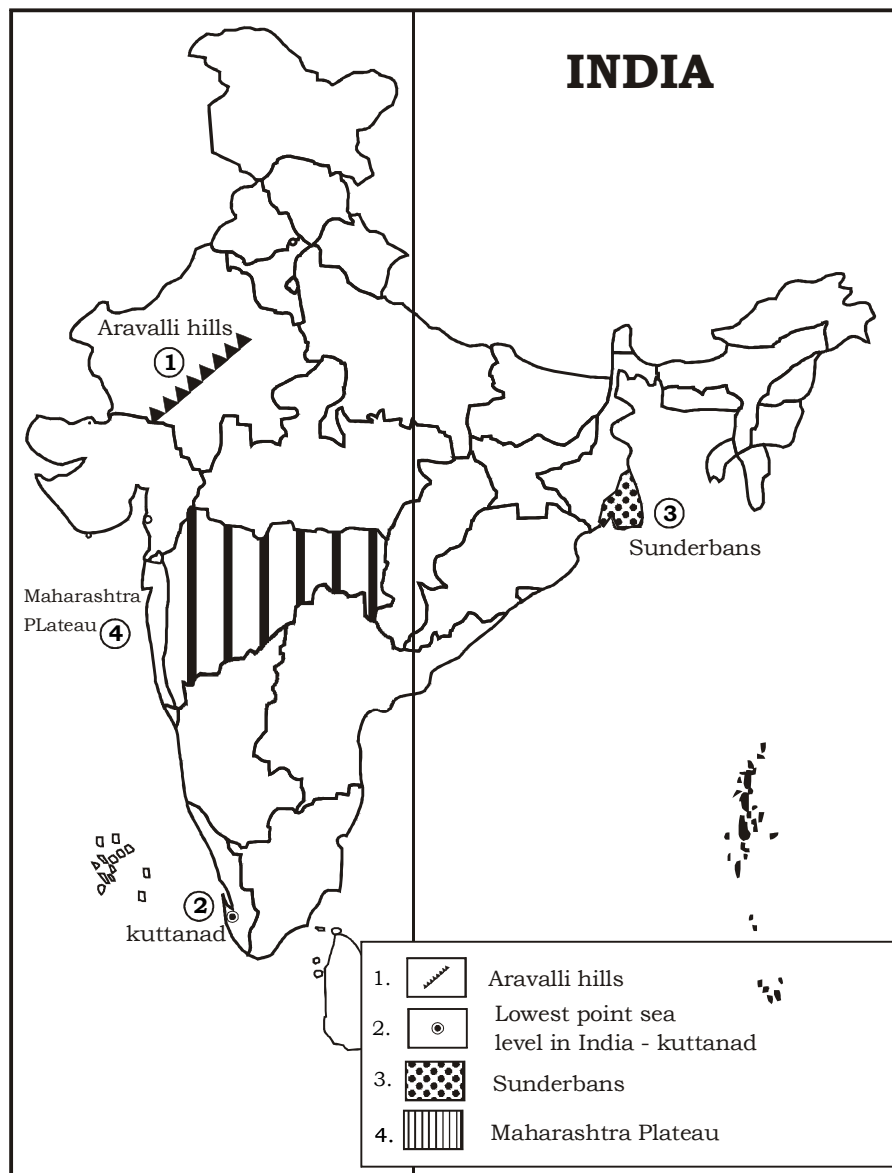 INDIA
Aravalli hills
1
3
Sunderbans
Maharashtra
PLateau 4
2
kuttanad
1. Aravalli hills
2. Lowest point sea
level in India - kuttanad
3. Sunderbans
4. Maharashtra Plateau